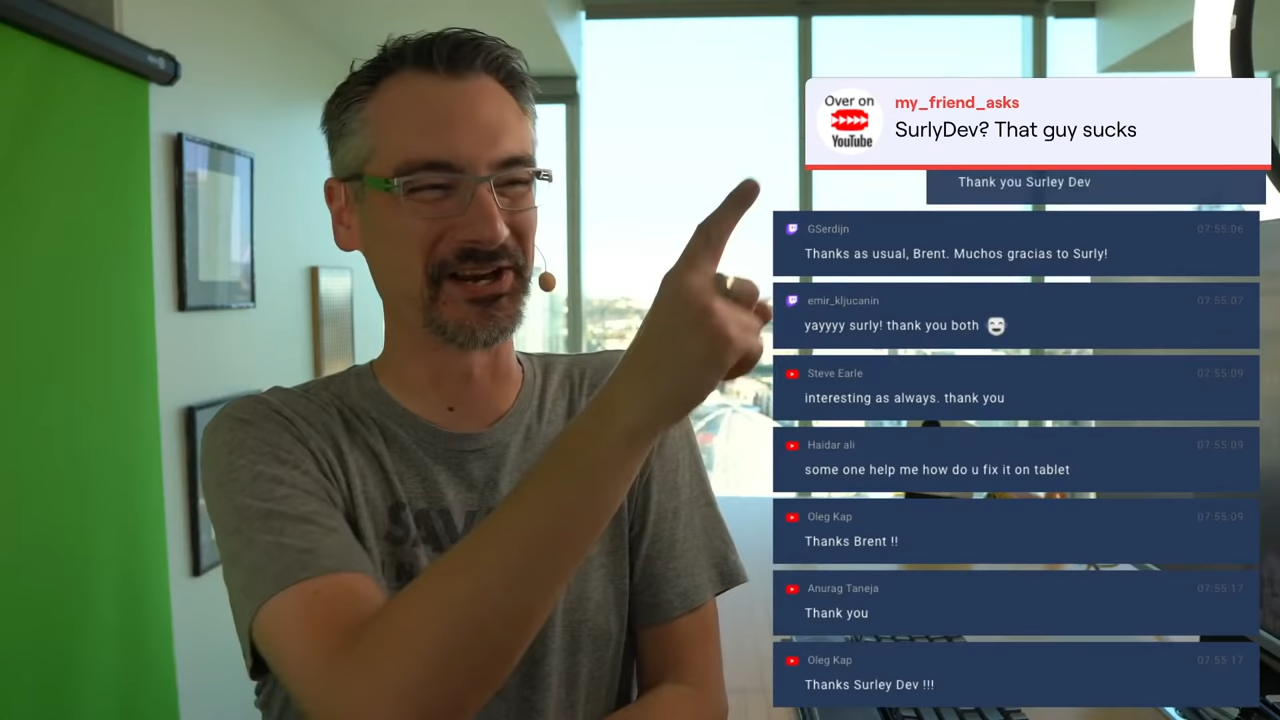 Over on
YouTube
my_friend_asks
SurlyDev? That guy sucks
Thank you Surley Dev
GSerdijn 07:55:06
Thanks as usual, Brent. Muchos gracias to Surly!
emir_kljucanin 07:55:07
yayyyy surly! thank you both
Steve Earle 07:55:09
interesting as always. thank you
Haidar ali 07:55:09
some one help me how do u fix it on tablet
Oleg Kap 07:55:09
Thanks Brent !!
Anurag Taneja 07:55:17
Thank you
Oleg Kap 07:55:17
Thanks Surley Dev !!!